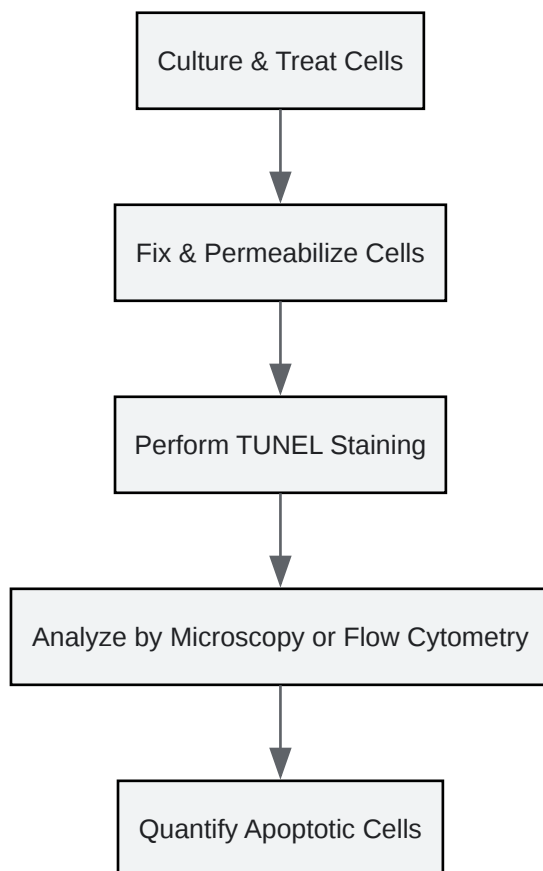 Culture & Treat Cells
Fix & Permeabilize Cells
Perform TUNEL Staining
Analyze by Microscopy or Flow Cytometry
Quantify Apoptotic Cells